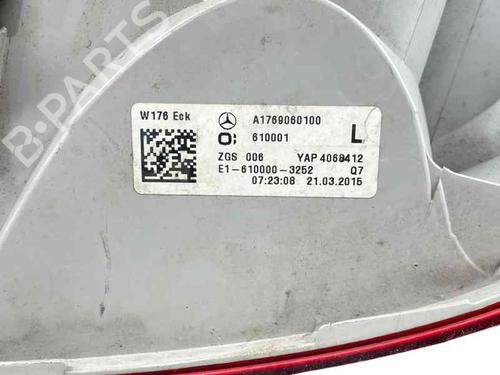 B-PARTS
W176 Eck
A1769060100
610001
L
ZGS 006 YAP 4068412
E1-610000-3252 Q7
07:23:08 21.03.2015